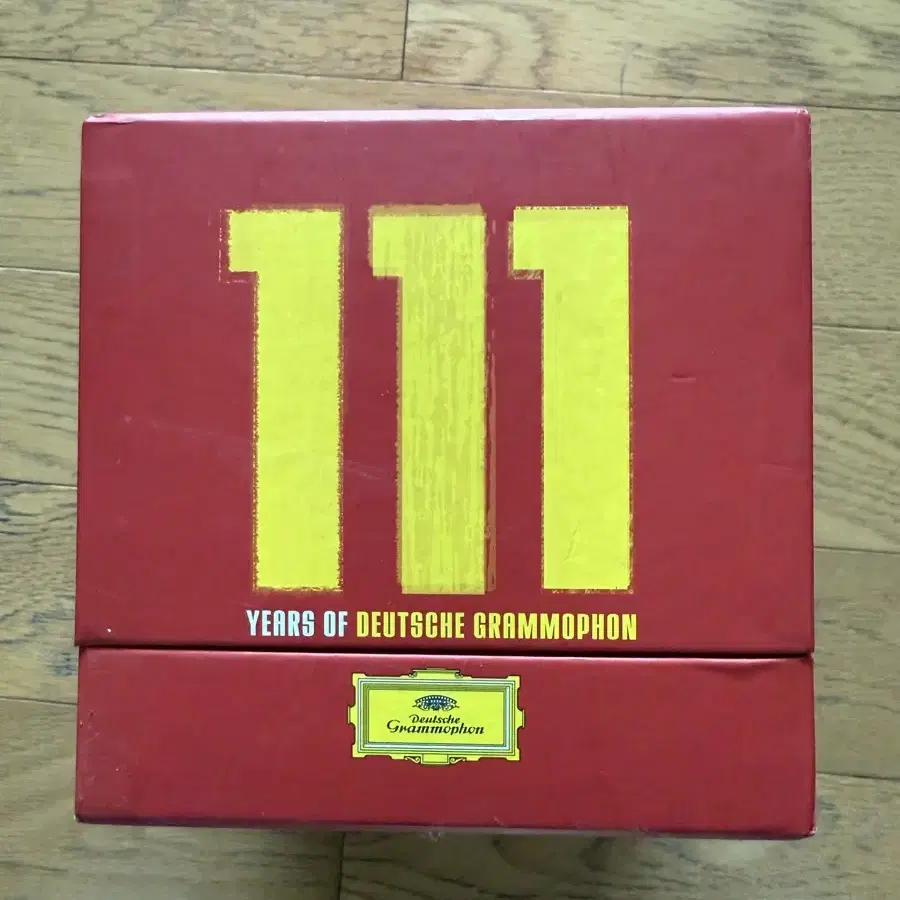 111
YEARS OF DEUTSCHE GRAMMOPHON
Deutsche
Grammophon